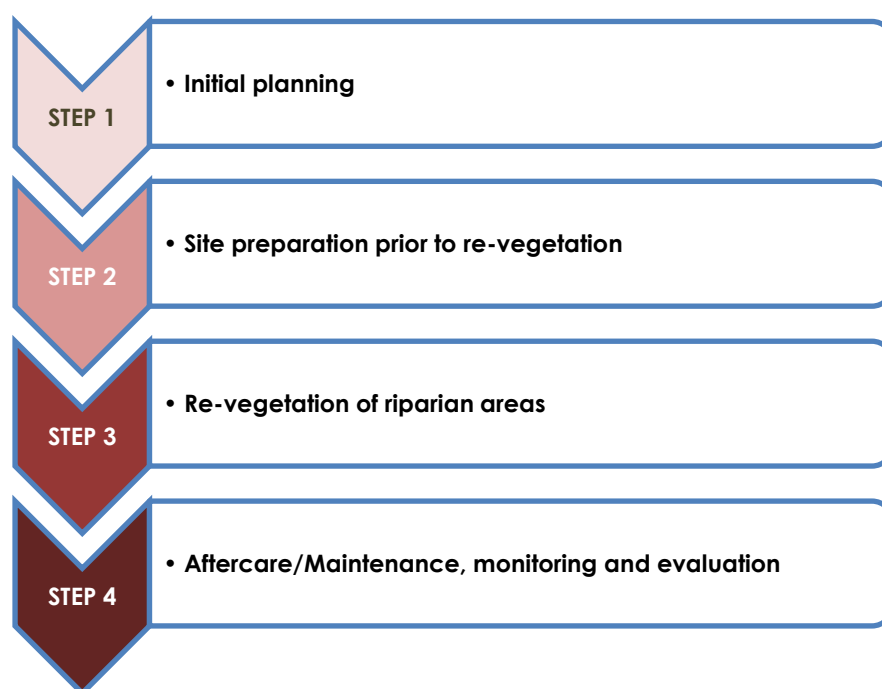 STEP 1
• Initial planning
STEP 2
• Site preparation prior to re-vegetation
STEP 3
• Re-vegetation of riparian areas
STEP 4
• Aftercare/Maintenance, monitoring and evaluation